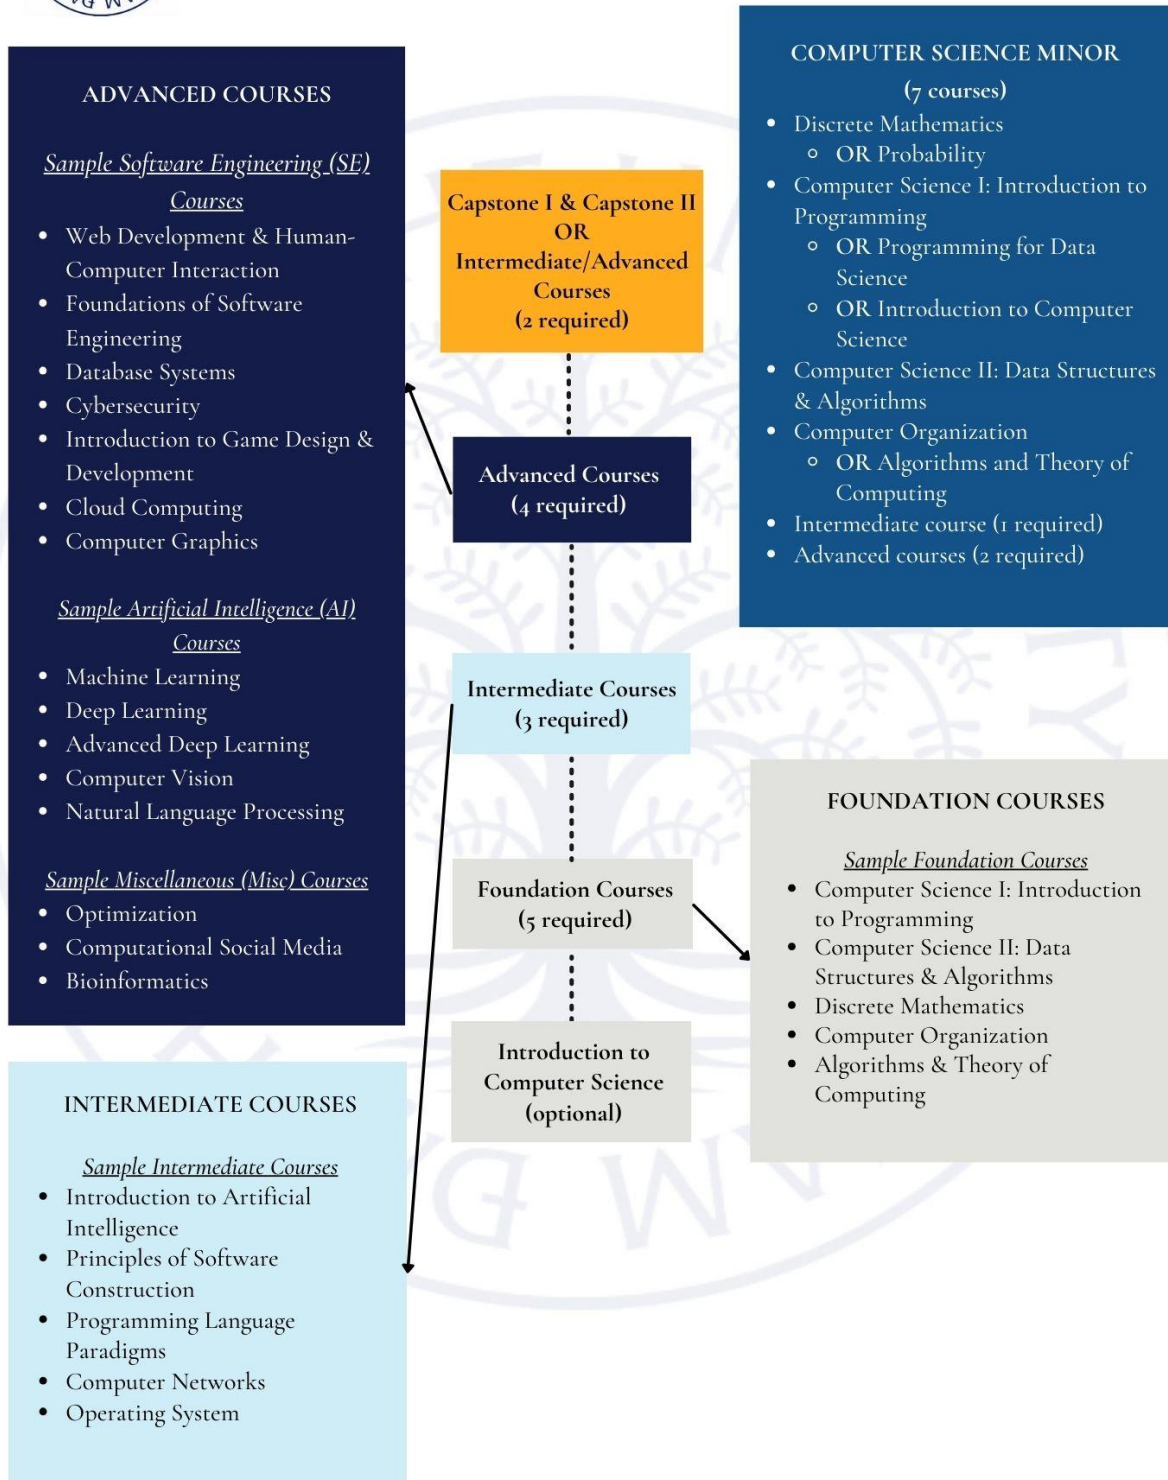 ADVANCED COURSES
Sample Software Engineering (SE)
Courses
• Web Development & Human-
Computer Interaction
• Foundations of Software
Engineering
• Database Systems
• Cybersecurity
• Introduction to Game Design &
Development
• Cloud Computing
• Computer Graphics
Sample Artificial Intelligence (AI)
Courses
• Machine Learning
• Deep Learning
• Advanced Deep Learning
• Computer Vision
• Natural Language Processing
Sample Miscellaneous (Misc) Courses
• Optimization
• Computational Social Media
• Bioinformatics
INTERMEDIATE COURSES
Sample Intermediate Courses
• Introduction to Artificial
Intelligence
• Principles of Software
Construction
• Programming Language
Paradigms
• Computer Networks
• Operating System
Capstone I & Capstone II
OR
Intermediate/Advanced
Courses
(2 required)
Advanced Courses
(4 required)
Intermediate Courses
(3 required)
Foundation Courses
(5 required)
Introduction to
Computer Science
(optional)
COMPUTER SCIENCE MINOR
(7 courses)
• Discrete Mathematics
◦ OR Probability
• Computer Science I: Introduction to
Programming
◦ OR Programming for Data
Science
◦ OR Introduction to Computer
Science
• Computer Science II: Data Structures
& Algorithms
• Computer Organization
◦ OR Algorithms and Theory of
Computing
• Intermediate course (1 required)
• Advanced courses (2 required)
FOUNDATION COURSES
Sample Foundation Courses
• Computer Science I: Introduction
to Programming
• Computer Science II: Data
Structures & Algorithms
• Discrete Mathematics
• Computer Organization
• Algorithms & Theory of
Computing